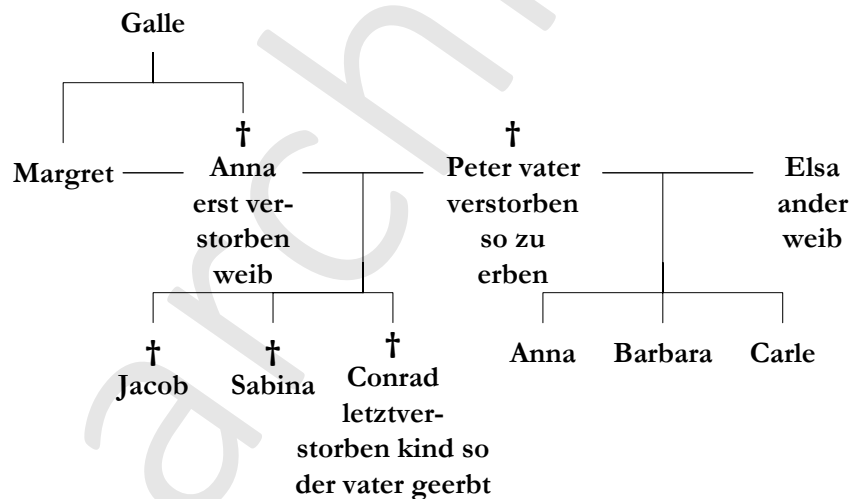 Galle
†
†
Margret
Anna
erst ver-
storben
weib
Peter vater
verstorben
so zu
erben
Elsa
ander
weib
†
Jacob
†
Sabina
†
Conrad
letztver-
storben kind so
der vater geerbt
Anna
Barbara
Carle